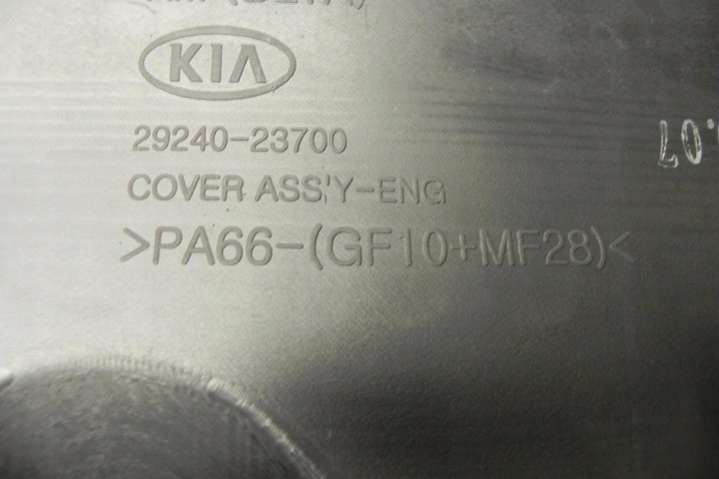 KIA
29240-23700
COVER ASS'Y-ENG
>PA66-(GF10+MF28)<